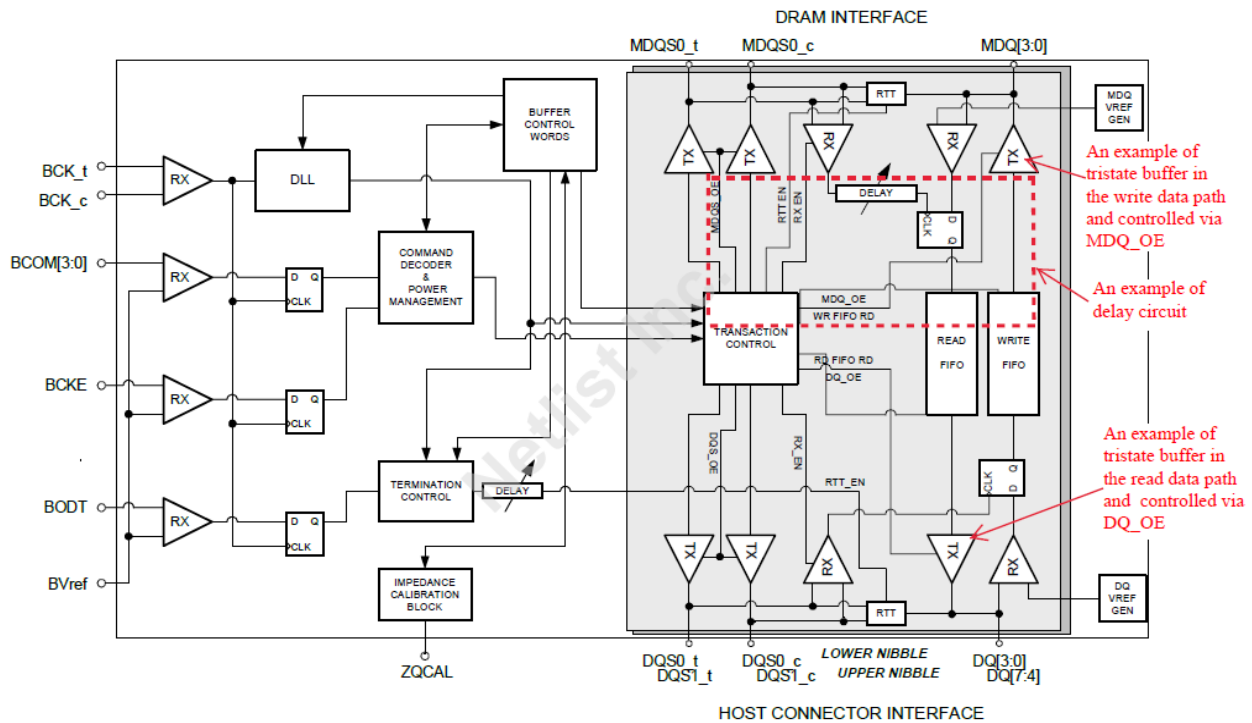 DRAM INTERFACE
MDQS0_t
MDQS0_c
MDQ[3:0]
BUFFER
CONTROL
WORDS
RTT
MDQ
VREF
GEN
TX
TX
RX
RX
TX
An example of
tristate buffer in
the write data path
and controlled via
MDQ_OE
BCK_t
BCK_c
RX
DLL
MDQS_OE
RTT EN
RX EN
DELAY
CLK
D
Q
BCOM[3:0]
RX
D Q
CLK
COMMAND
DECODER
&
POWER
MANAGEMENT
An example of
delay circuit
MDQ_OE
WR FIFO RD
TRANSACTION
CONTROL
READ
FIFO
WRITE
FIFO
RD FIFO RD
DQ_OE
BCKE
RX
D Q
CLK
Netlist Inc.
DQS_OE
RX_EN
An example of
tristate buffer in
the read data path
and controlled via
DQ_OE
CLK
Q
D
TERMINATION
CONTROL
DELAY
RTT_EN
BODT
RX
D Q
CLK
TX
TX
RX
TX
RX
BVref
IMPEDANCE
CALIBRATION
BLOCK
RTT
DQ
VREF
GEN
ZQCAL
DQS0_t
DQS1_t
DQS0_c
DQS1_c
LOWER NIBBLE
UPPER NIBBLE
DQ[3:0]
DQ[7:4]
HOST CONNECTOR INTERFACE